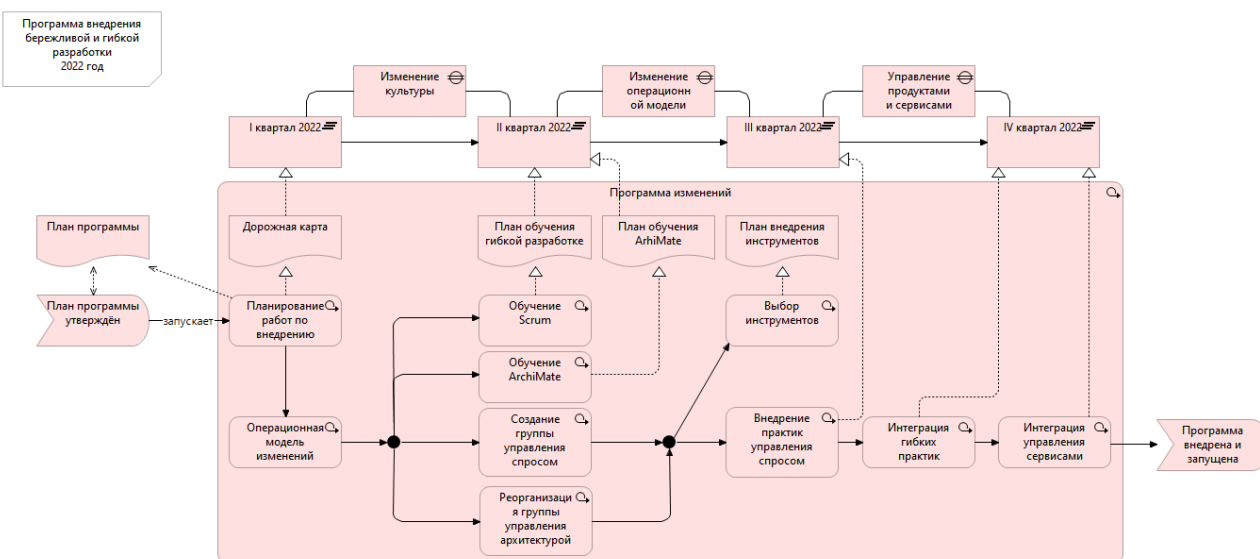 Программа внедрения
бережливой и гибкой
разработки
2022 год
Изменение
культуры
Изменение
операционн
ой модели
Управление
продуктами
и сервисами
I квартал 2022
II квартал 2022
III квартал 2022
IV квартал 2022
Программа изменений
План программы
Дорожная карта
План обучения
гибкой разработке
План обучения
ArhiMate
План внедрения
инструментов
План программы
утверждён
запускает
Планирование
работ по
внедрению
Обучение
Scrum
Выбор
инструментов
Обучение
ArchiMate
Операционная
модель
изменений
Создание
группы
управления
спросом
Внедрение
практик
управления
спросом
Интеграция
гибких
практик
Интеграция
управления
сервисами
Программа
внедрена и
запущена
Реорганизаци
я группы
управления
архитектурой